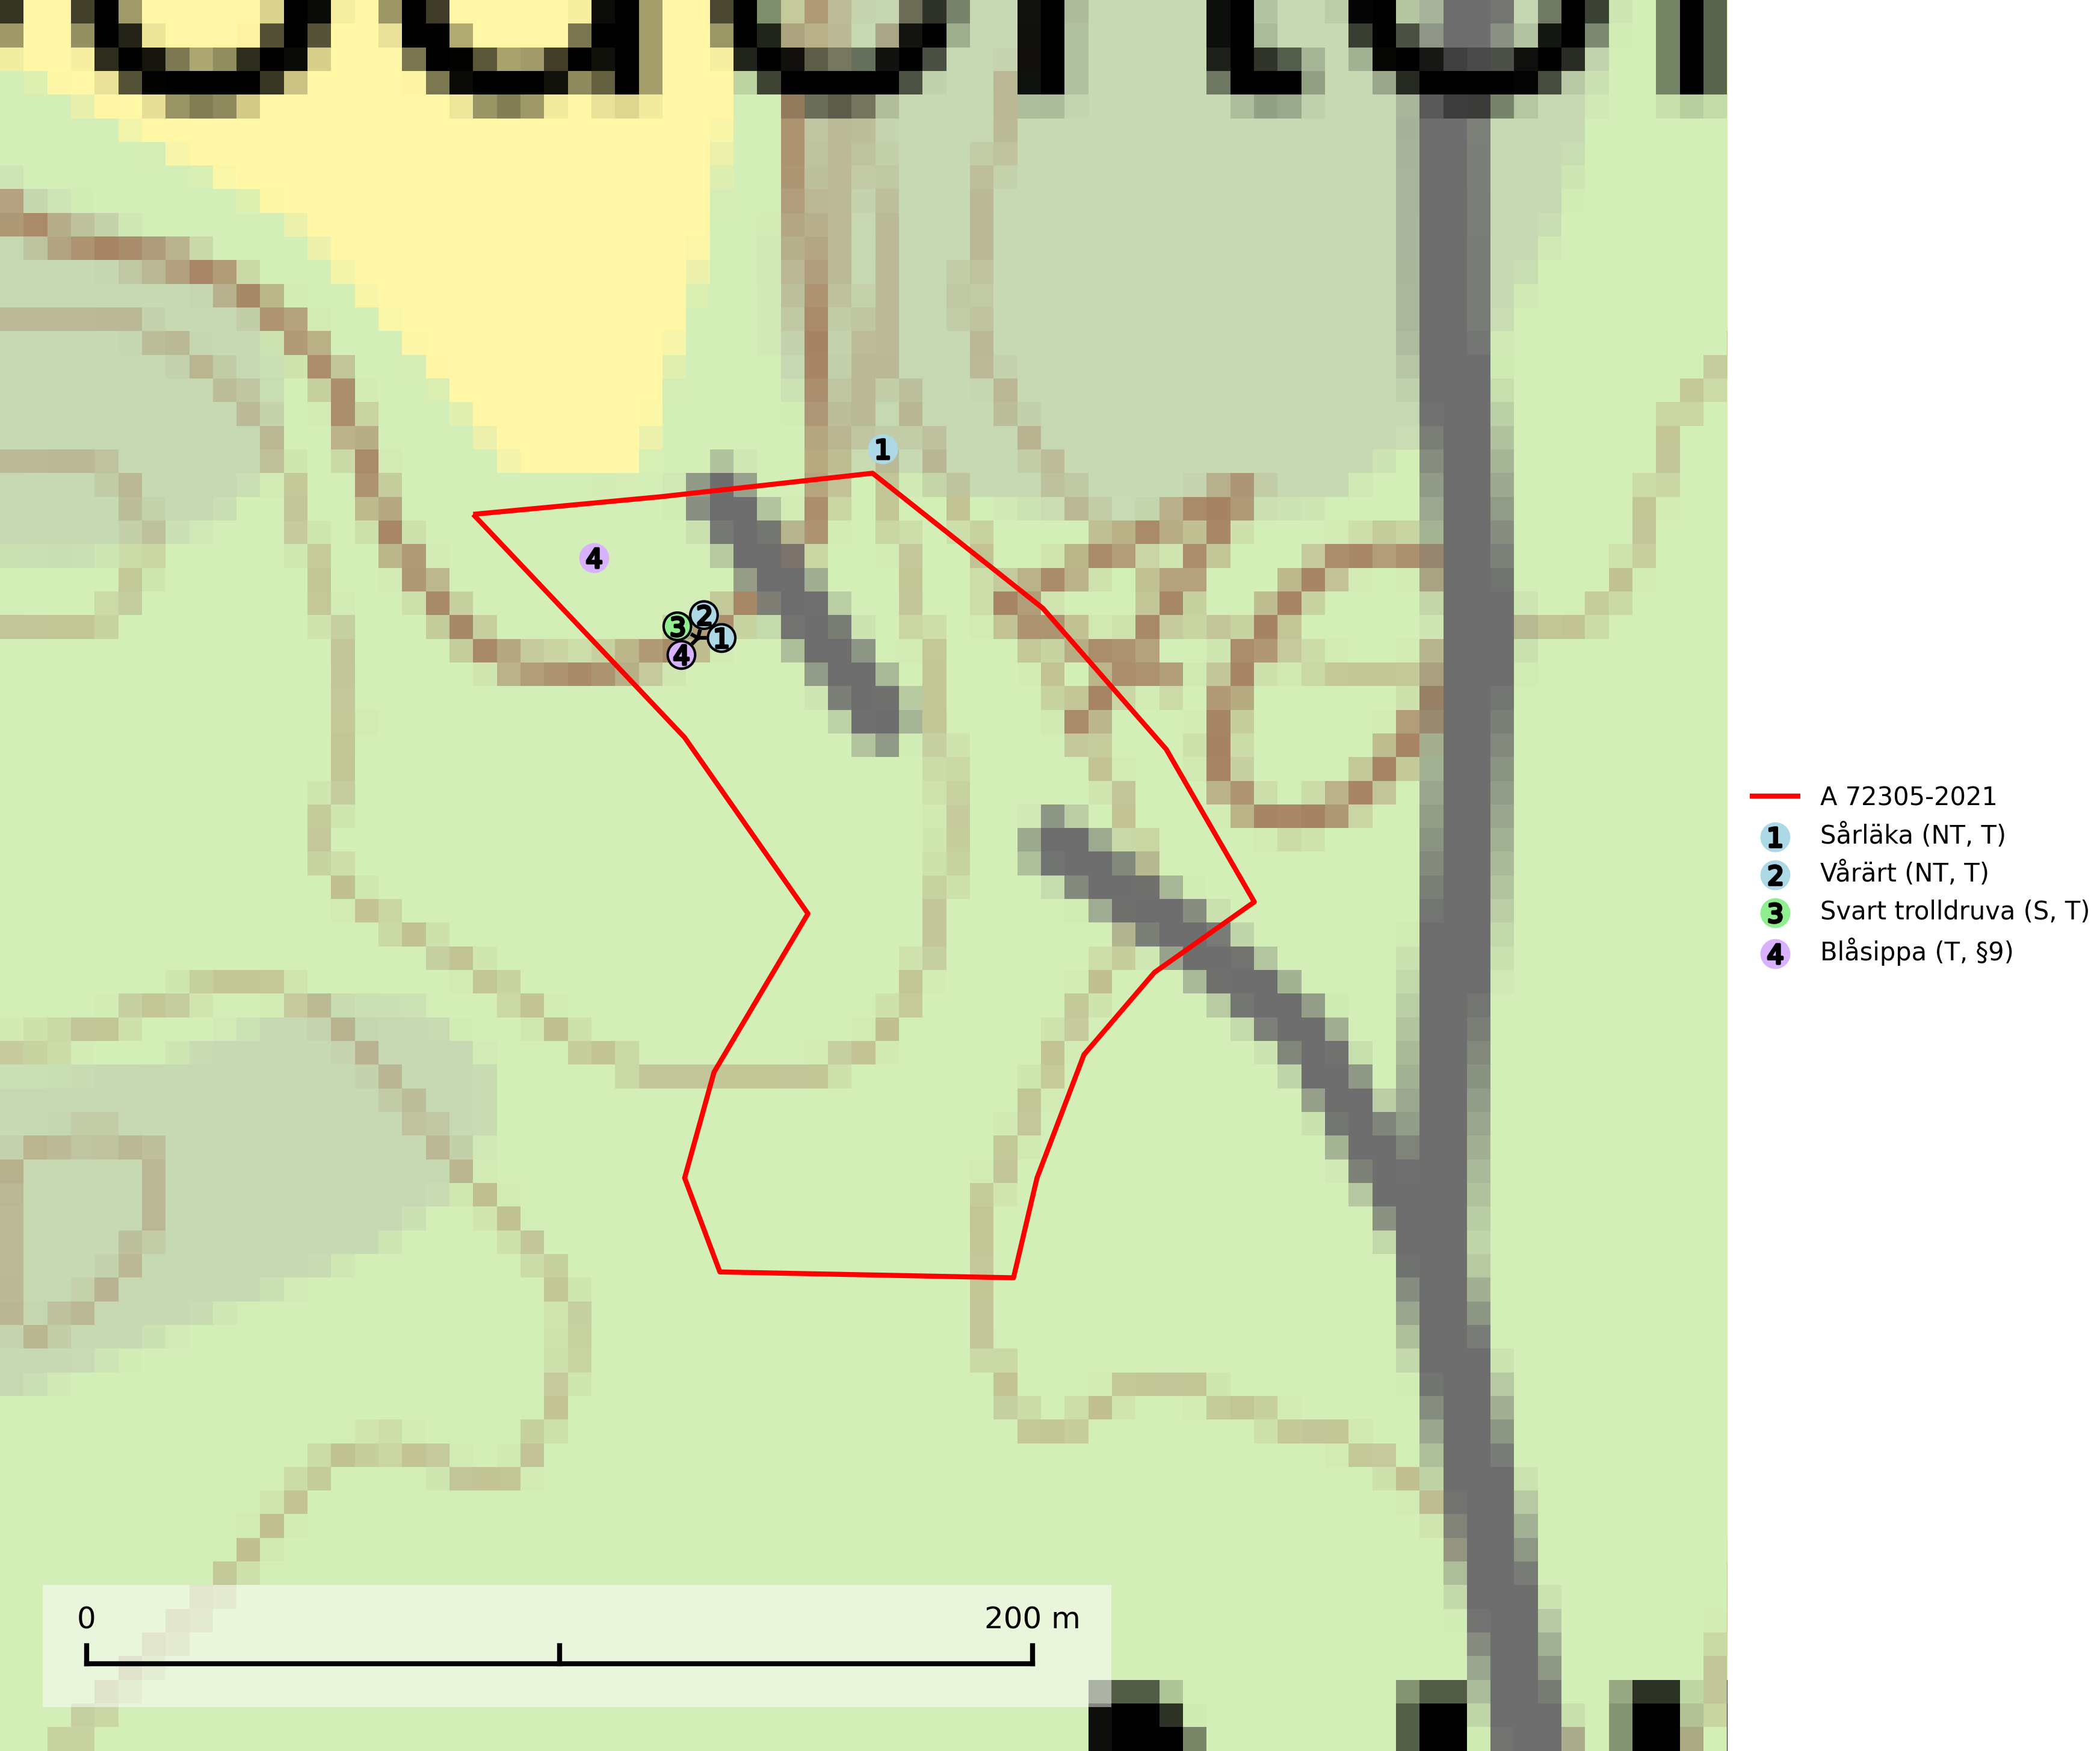 1
4
2
3
1
4
A 72305-2021
1 Sårläka (NT, T)
2 Vårärt (NT, T)
3 Svart trolldruva (S, T)
4 Blåsippa (T, §9)
0 200 m